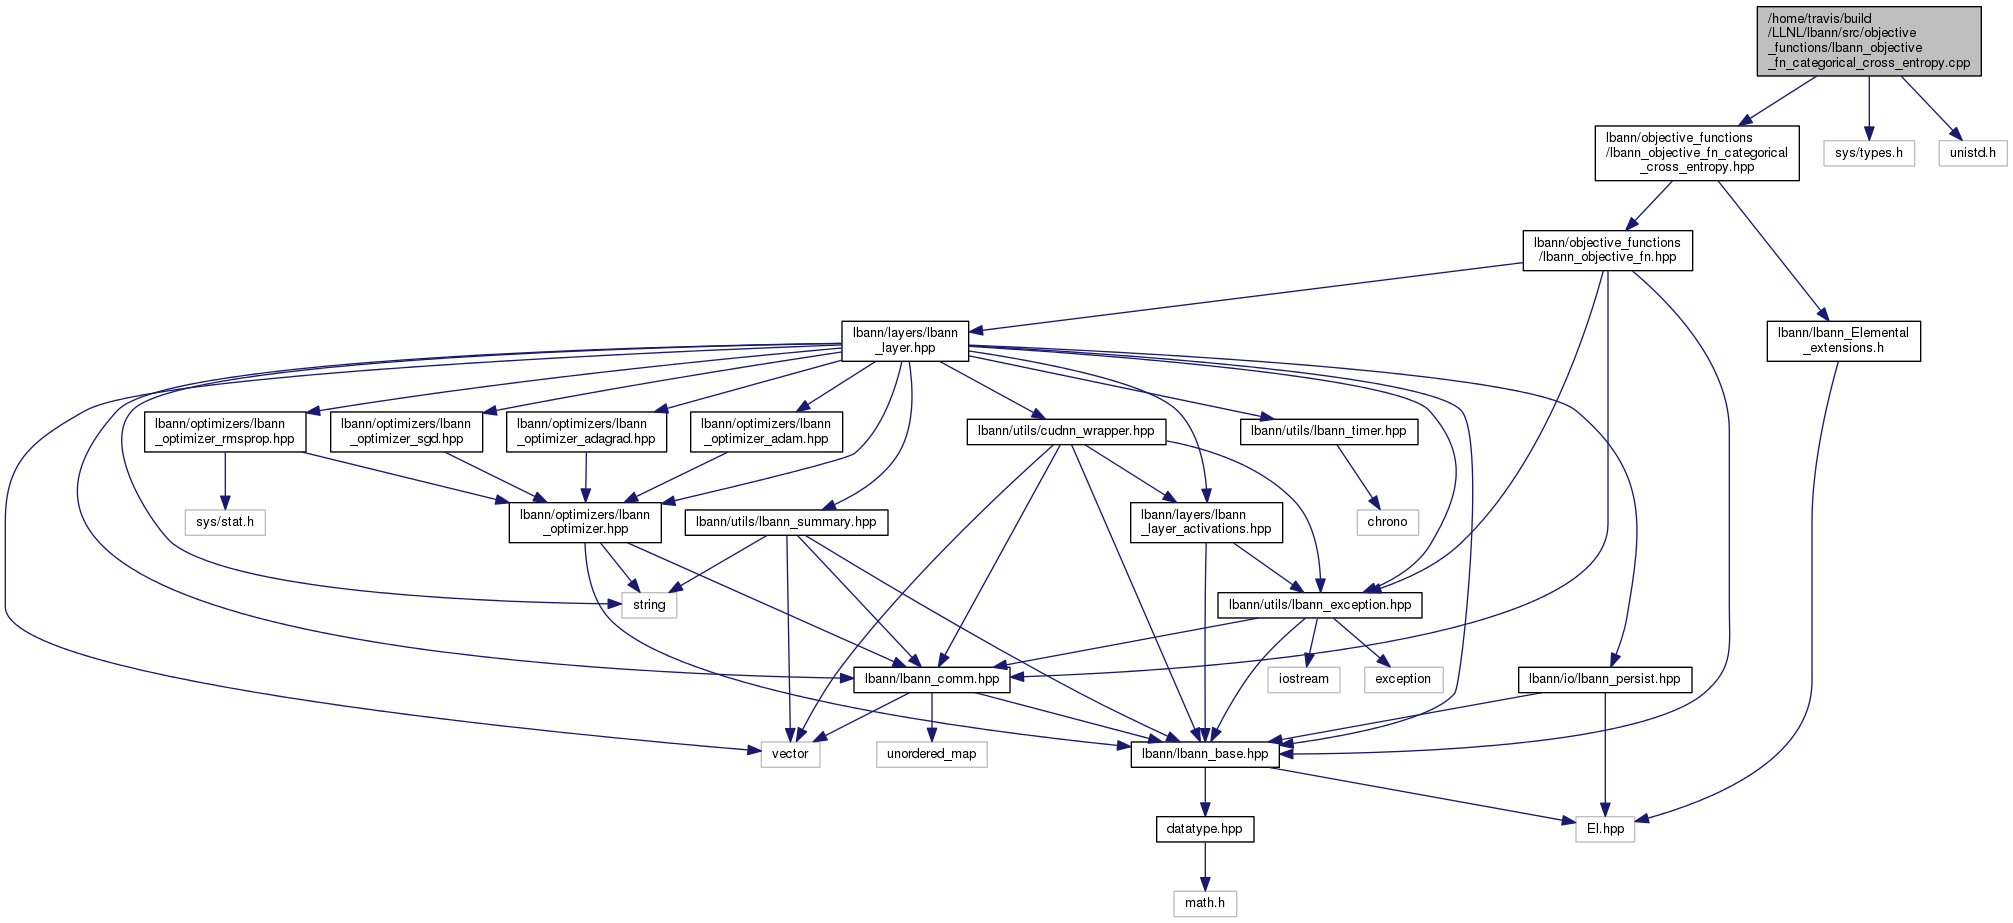 /home/travis/build
/LLNL/lbann/src/objective
_functions/lbann_objective
_fn_categorical_cross_entropy.cpp
lbann/objective_functions
/lbann_objective_fn_categorical
_cross_entropy.hpp
sys/types.h
unistd.h
lbann/objective_functions
/lbann_objective_fn.hpp
lbann/layers/lbann
_layer.hpp
lbann/lbann_Elemental
_extensions.h
lbann/optimizers/lbann
_optimizer_rmsprop.hpp
lbann/optimizers/lbann
_optimizer_sgd.hpp
lbann/optimizers/lbann
_optimizer_adagrad.hpp
lbann/optimizers/lbann
_optimizer_adam.hpp
lbann/utils/cudnn_wrapper.hpp
lbann/utils/lbann_timer.hpp
sys/stat.h
lbann/optimizers/lbann
_optimizer.hpp
lbann/utils/lbann_summary.hpp
lbann/layers/lbann
_layer_activations.hpp
chrono
string
lbann/utils/lbann_exception.hpp
lbann/lbann_comm.hpp
iostream
exception
lbann/io/lbann_persist.hpp
vector
unordered_map
lbann/lbann_base.hpp
datatype.hpp
El.hpp
math.h